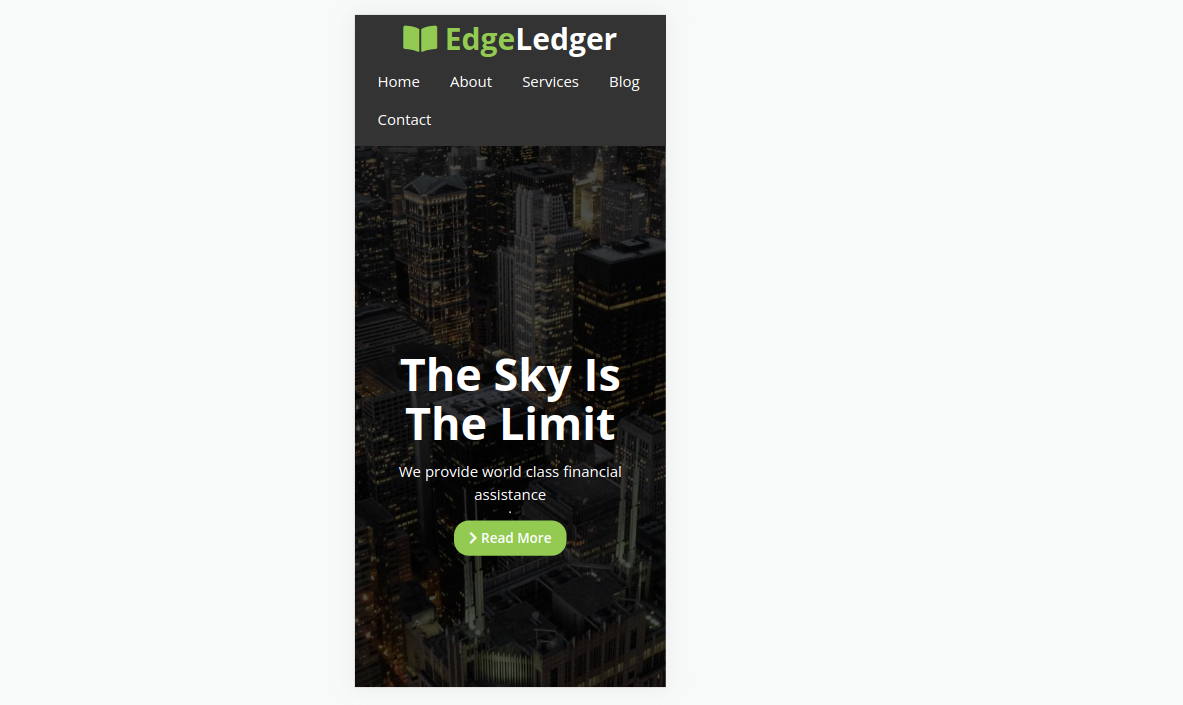 EdgeLedger
Home About Services Blog
Contact
The Sky Is
The Limit
We provide world class financial
assistance
.
Read More